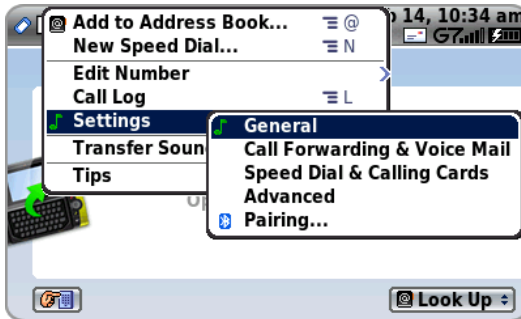 14, 10:34 am
G7
Add to Address Book... @
New Speed Dial... N
Edit Number
Call Log L
Settings
Transfer Soun
Tips
General
Call Forwarding & Voice Mail
Speed Dial & Calling Cards
Advanced
Pairing...
Look Up